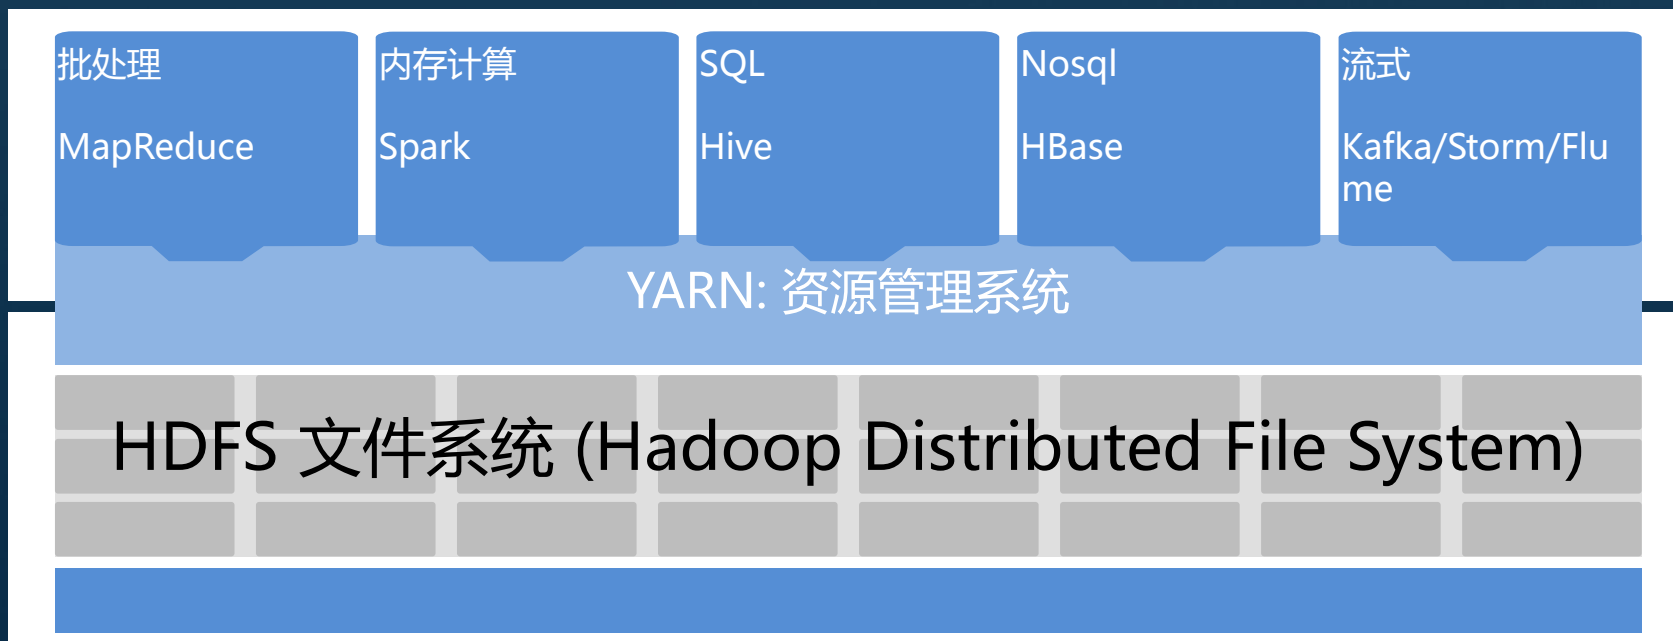 批处理
MapReduce
内存计算
Spark
SQL
Hive
Nosql
HBase
流式
Kafka/Storm/Flu
me
YARN: 资源管理系统
HDFS 文件系统 (Hadoop Distributed File System)